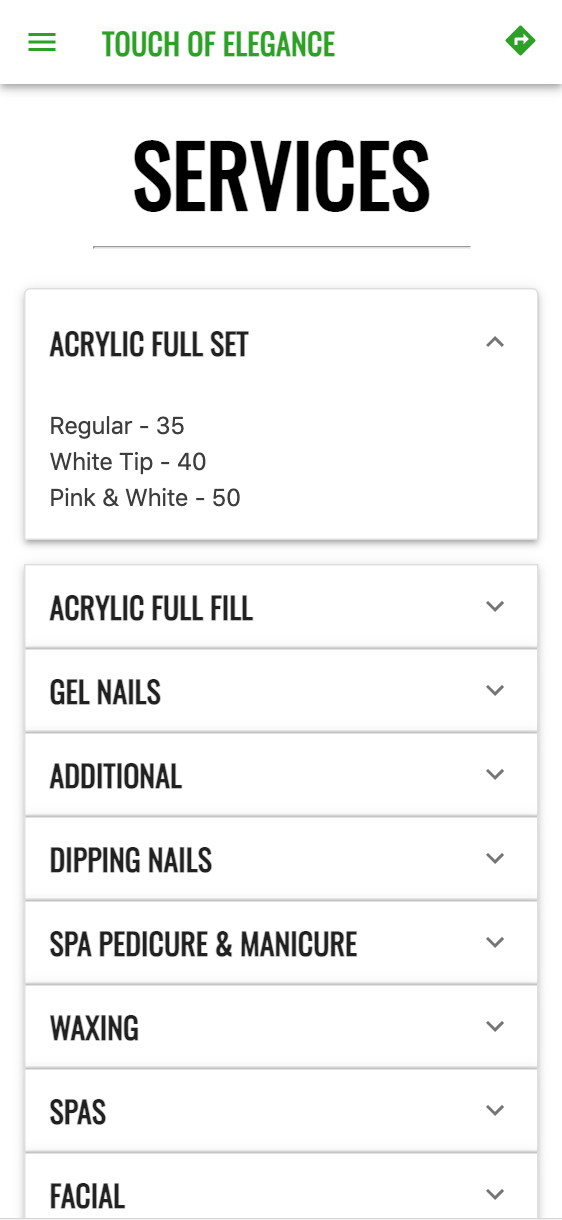 TOUCH OF ELEGANCE
SERVICES
ACRYLIC FULL SET
Regular - 35
White Tip - 40
Pink & White - 50
ACRYLIC FULL FILL
GEL NAILS
ADDITIONAL
DIPPING NAILS
SPA PEDICURE & MANICURE
WAXING
SPAS
FACIAL